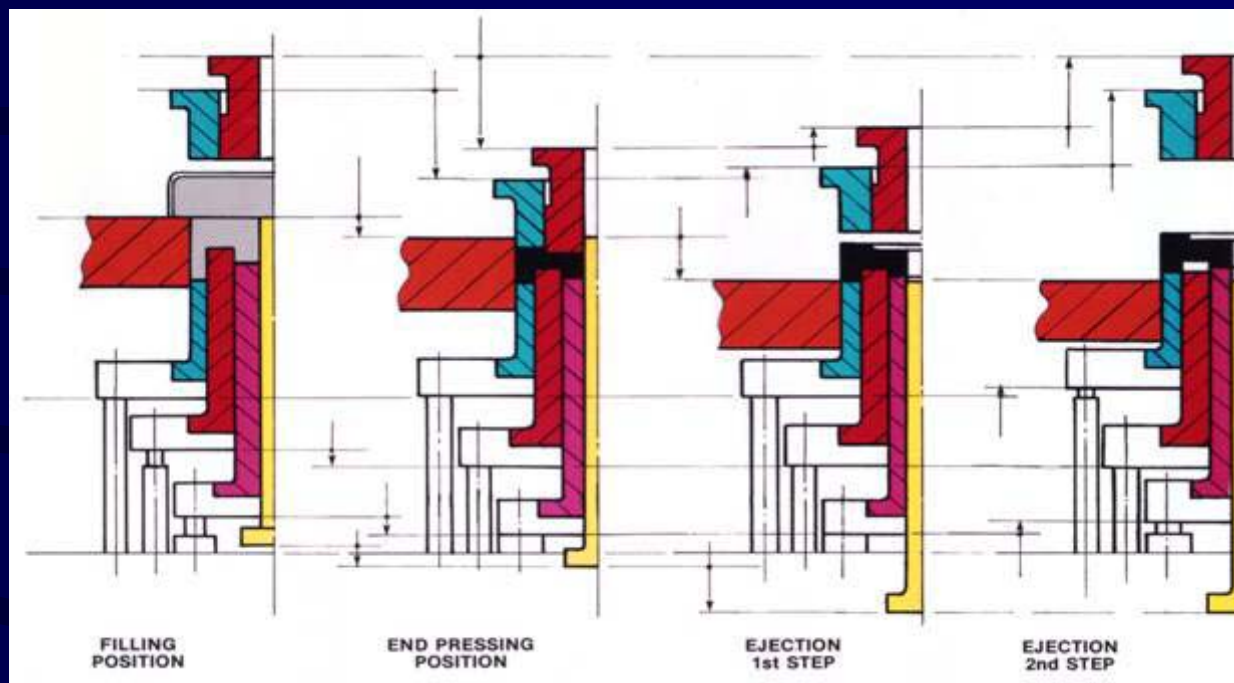 FILLING
POSITION
END PRESSING
POSITION
EJECTION
1st STEP
EJECTION
2nd STEP